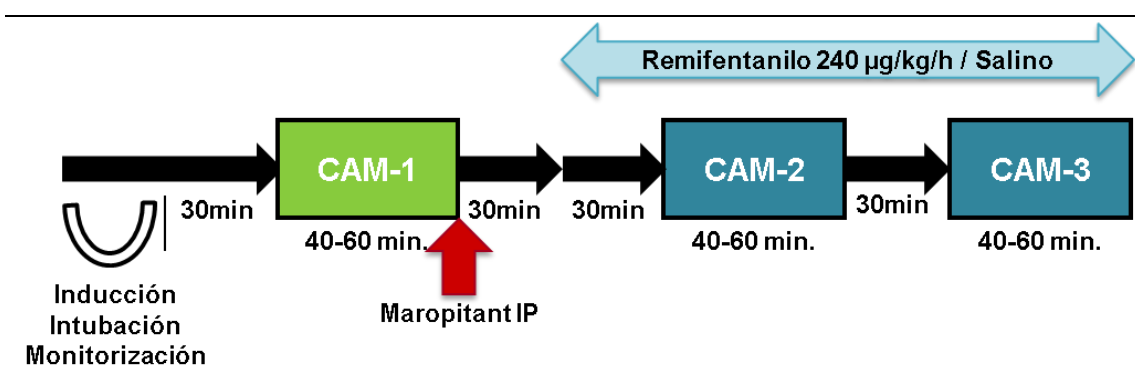 Remifentanilo 240 µg/kg/h / Salino
CAM-1
CAM-2
CAM-3
30min
30min
30min
30min
40-60 min.
40-60 min.
40-60 min.
Inducción
Intubación
Monitorización
Maropitant IP